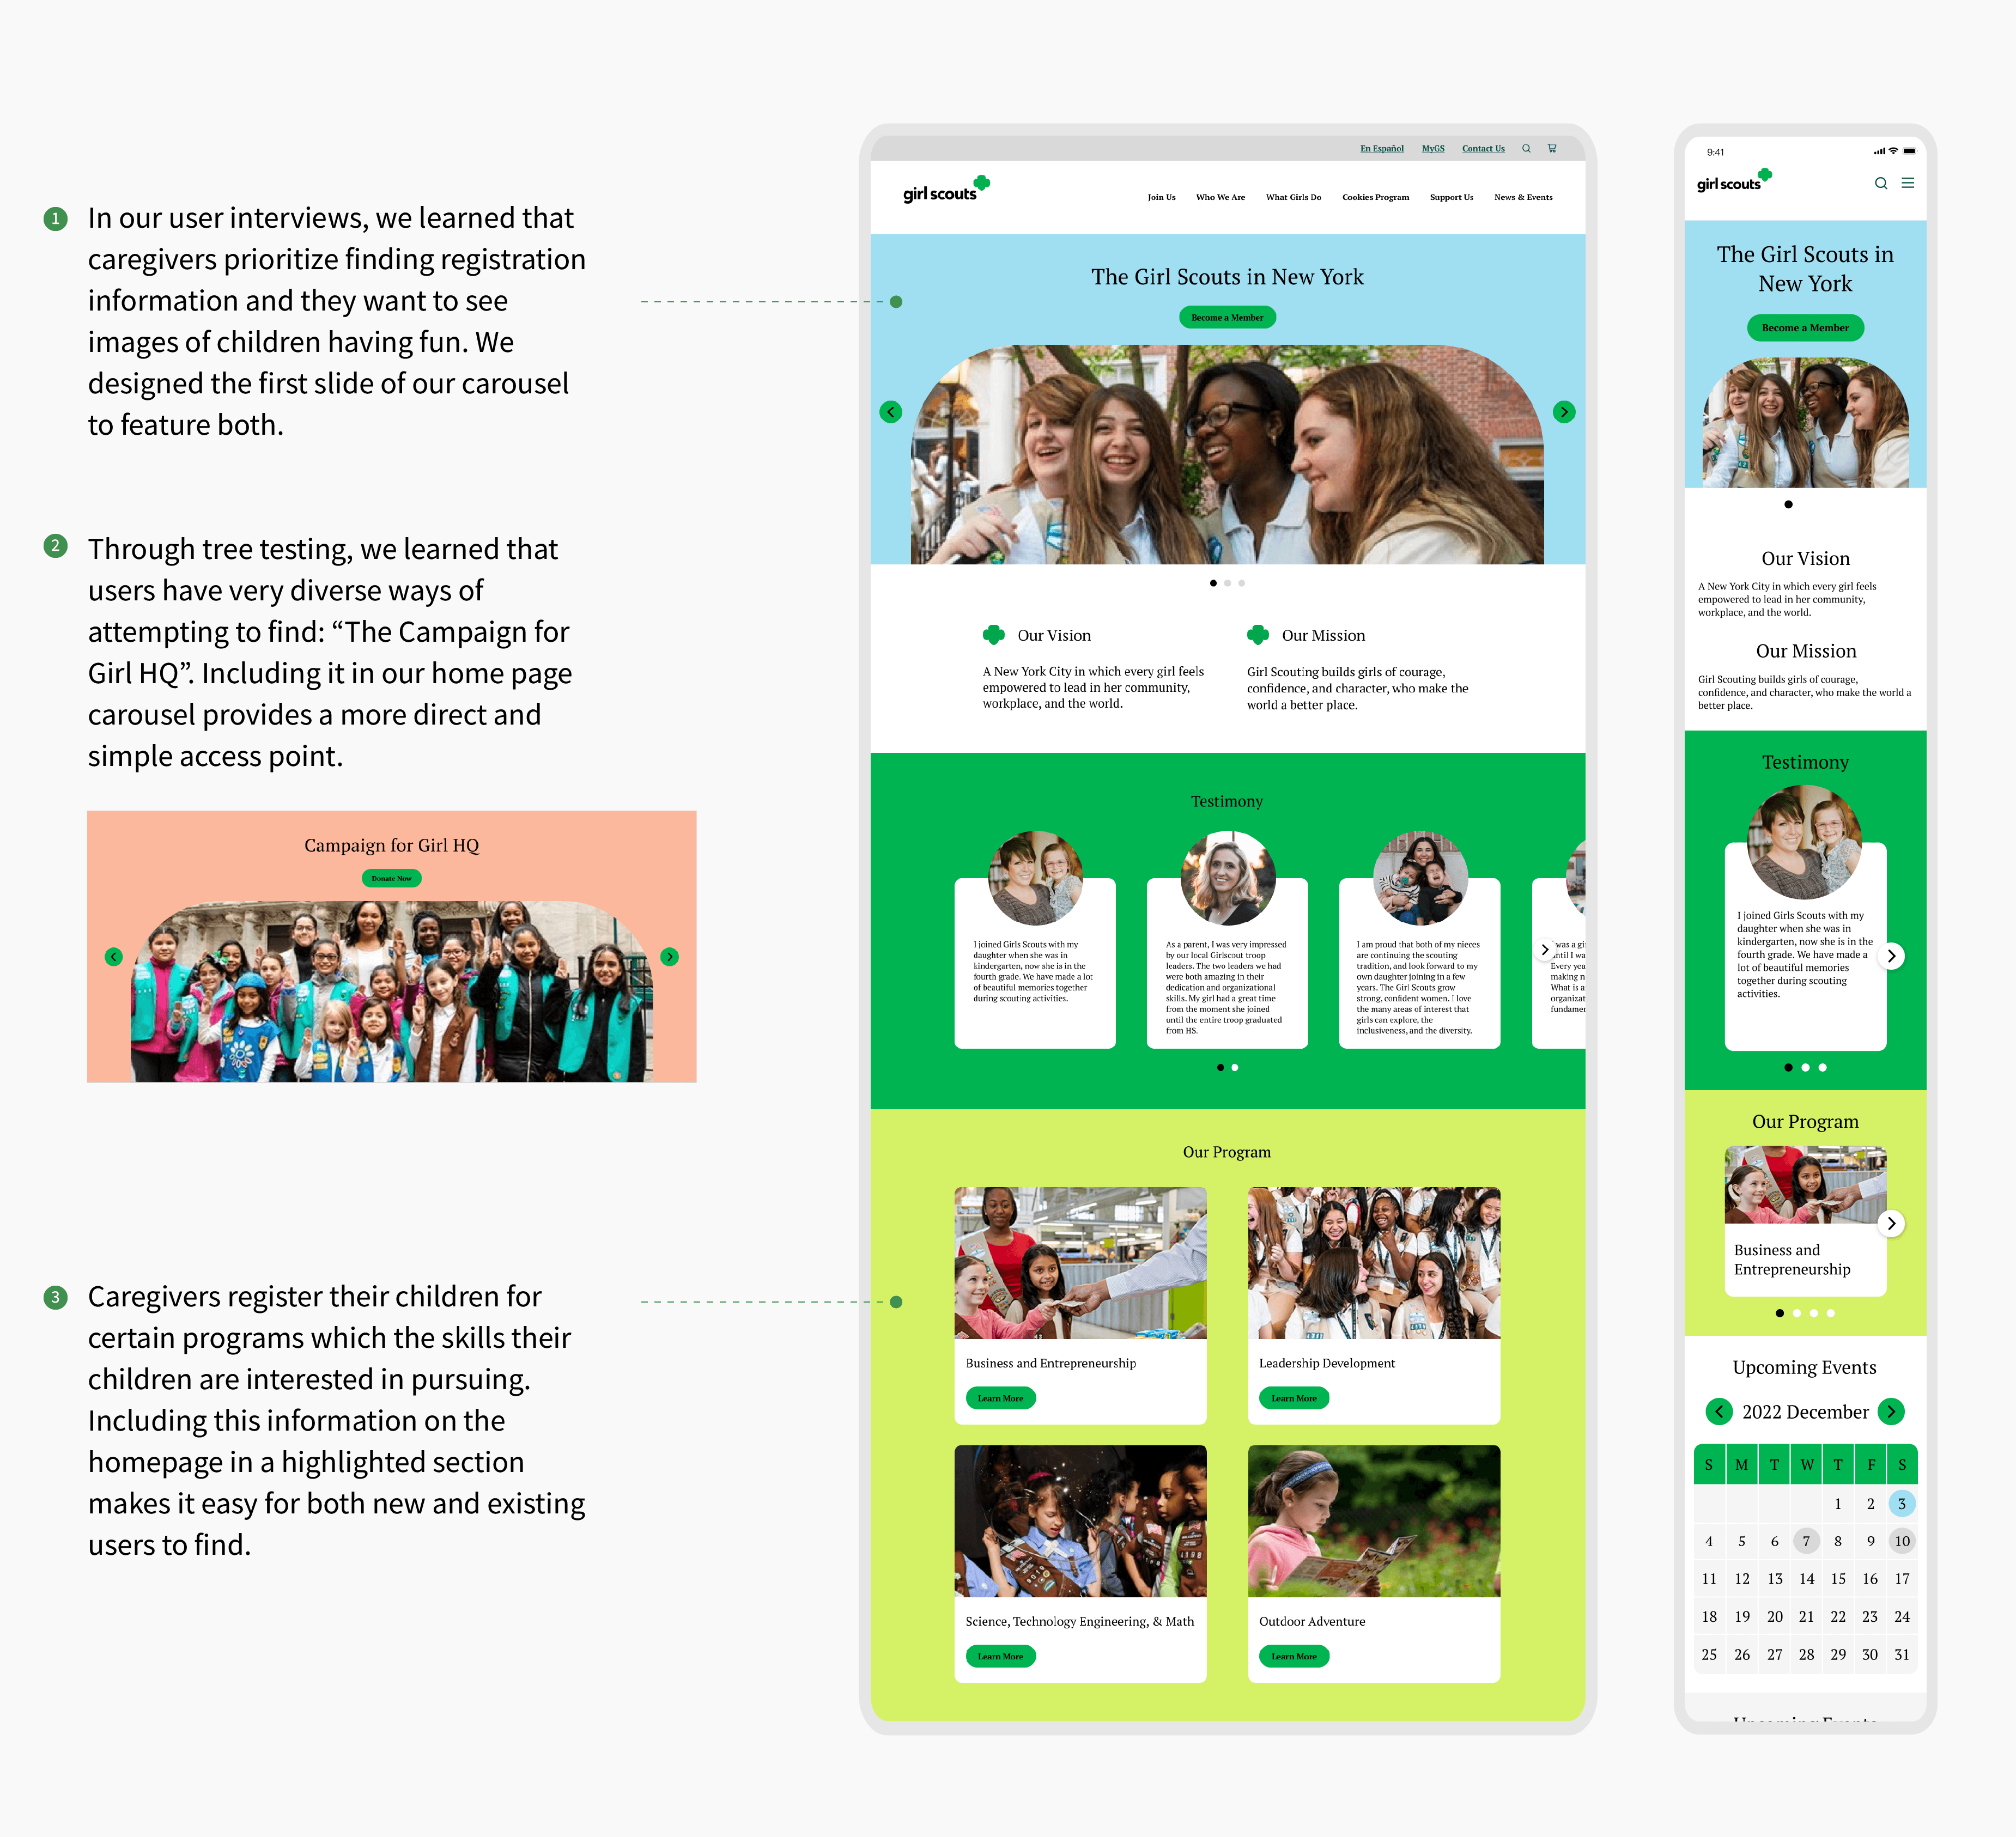 1
In our user interviews, we learned that
caregivers prioritize finding registration
information and they want to see
images of children having fun. We
designed the first slide of our carousel
to feature both.
2
Through tree testing, we learned that
users have very diverse ways of
attempting to find: “The Campaign for
Girl HQ”. Including it in our home page
carousel provides a more direct and
simple access point.
Campaign for Girl HQ
Donate Now
3
Caregivers register their children for
certain programs which the skills their
children are interested in pursuing.
Including this information on the
homepage in a highlighted section
makes it easy for both new and existing
users to find.
En Español MyGS Contact Us
girl scouts
Join Us Who We Are What Girls Do Cookies Program Support Us News & Events
The Girl Scouts in New York
Become a Member
Our Vision
A New York City in which every girl feels
empowered to lead in her community,
workplace, and the world.
Our Mission
Girl Scouting builds girls of courage,
confidence, and character, who make the
world a better place.
Testimony
I joined Girls Scouts with my
daughter when she was in
kindergarten, now she is in the
fourth grade. We have made a lot
of beautiful memories together
during scouting activities.
As a parent, I was very impressed
by our local Girlscout troop
leaders. The two leaders we had
were both amazing in their
dedication and organizational
skills. My girl had a great time
from the moment she joined
until the entire troop graduated
from HS.
I am proud that both of my nieces
are continuing the scouting
tradition, and look forward to my
own daughter joining in a few
years. The Girl Scouts grow
strong, confident women. I love
the many areas of interest that
girls can explore, the
inclusiveness, and the diversity.
was a gi
ntil I wa
Every yea
making n
What is a
organizat
fundamen
Our Program
Business and Entrepreneurship
Learn More
Leadership Development
Learn More
Science, Technology Engineering, & Math
Learn More
Outdoor Adventure
Learn More
9:41
girl scouts
The Girl Scouts in
New York
Become a Member
Our Vision
A New York City in which every girl feels
empowered to lead in her community,
workplace, and the world.
Our Mission
Girl Scouting builds girls of courage,
confidence, and character, who make the world a
better place.
Testimony
I joined Girls Scouts with my
daughter when she was in
kindergarten, now she is in the
fourth grade. We have made a
lot of beautiful memories
together during scouting
activities.
Our Program
Business and
Entrepreneurship
Upcoming Events
2022 December
S M T W T F S
1 2 3
4 5 6 7 8 9 10
11 12 13 14 15 16 17
18 19 20 21 22 23 24
25 26 27 28 29 30 31
Upcoming Events